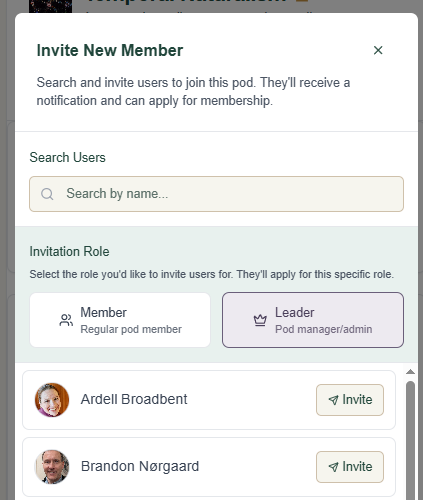 Temporal Naturalism
Invite New Member
Search and invite users to join this pod. They'll receive a
notification and can apply for membership.
Search Users
Search by name...
Invitation Role
Select the role you'd like to invite users for. They'll apply for this specific role.
Member
Regular pod member
Leader
Pod manager/admin
Ardell Broadbent
Invite
Brandon Nørgaard
Invite